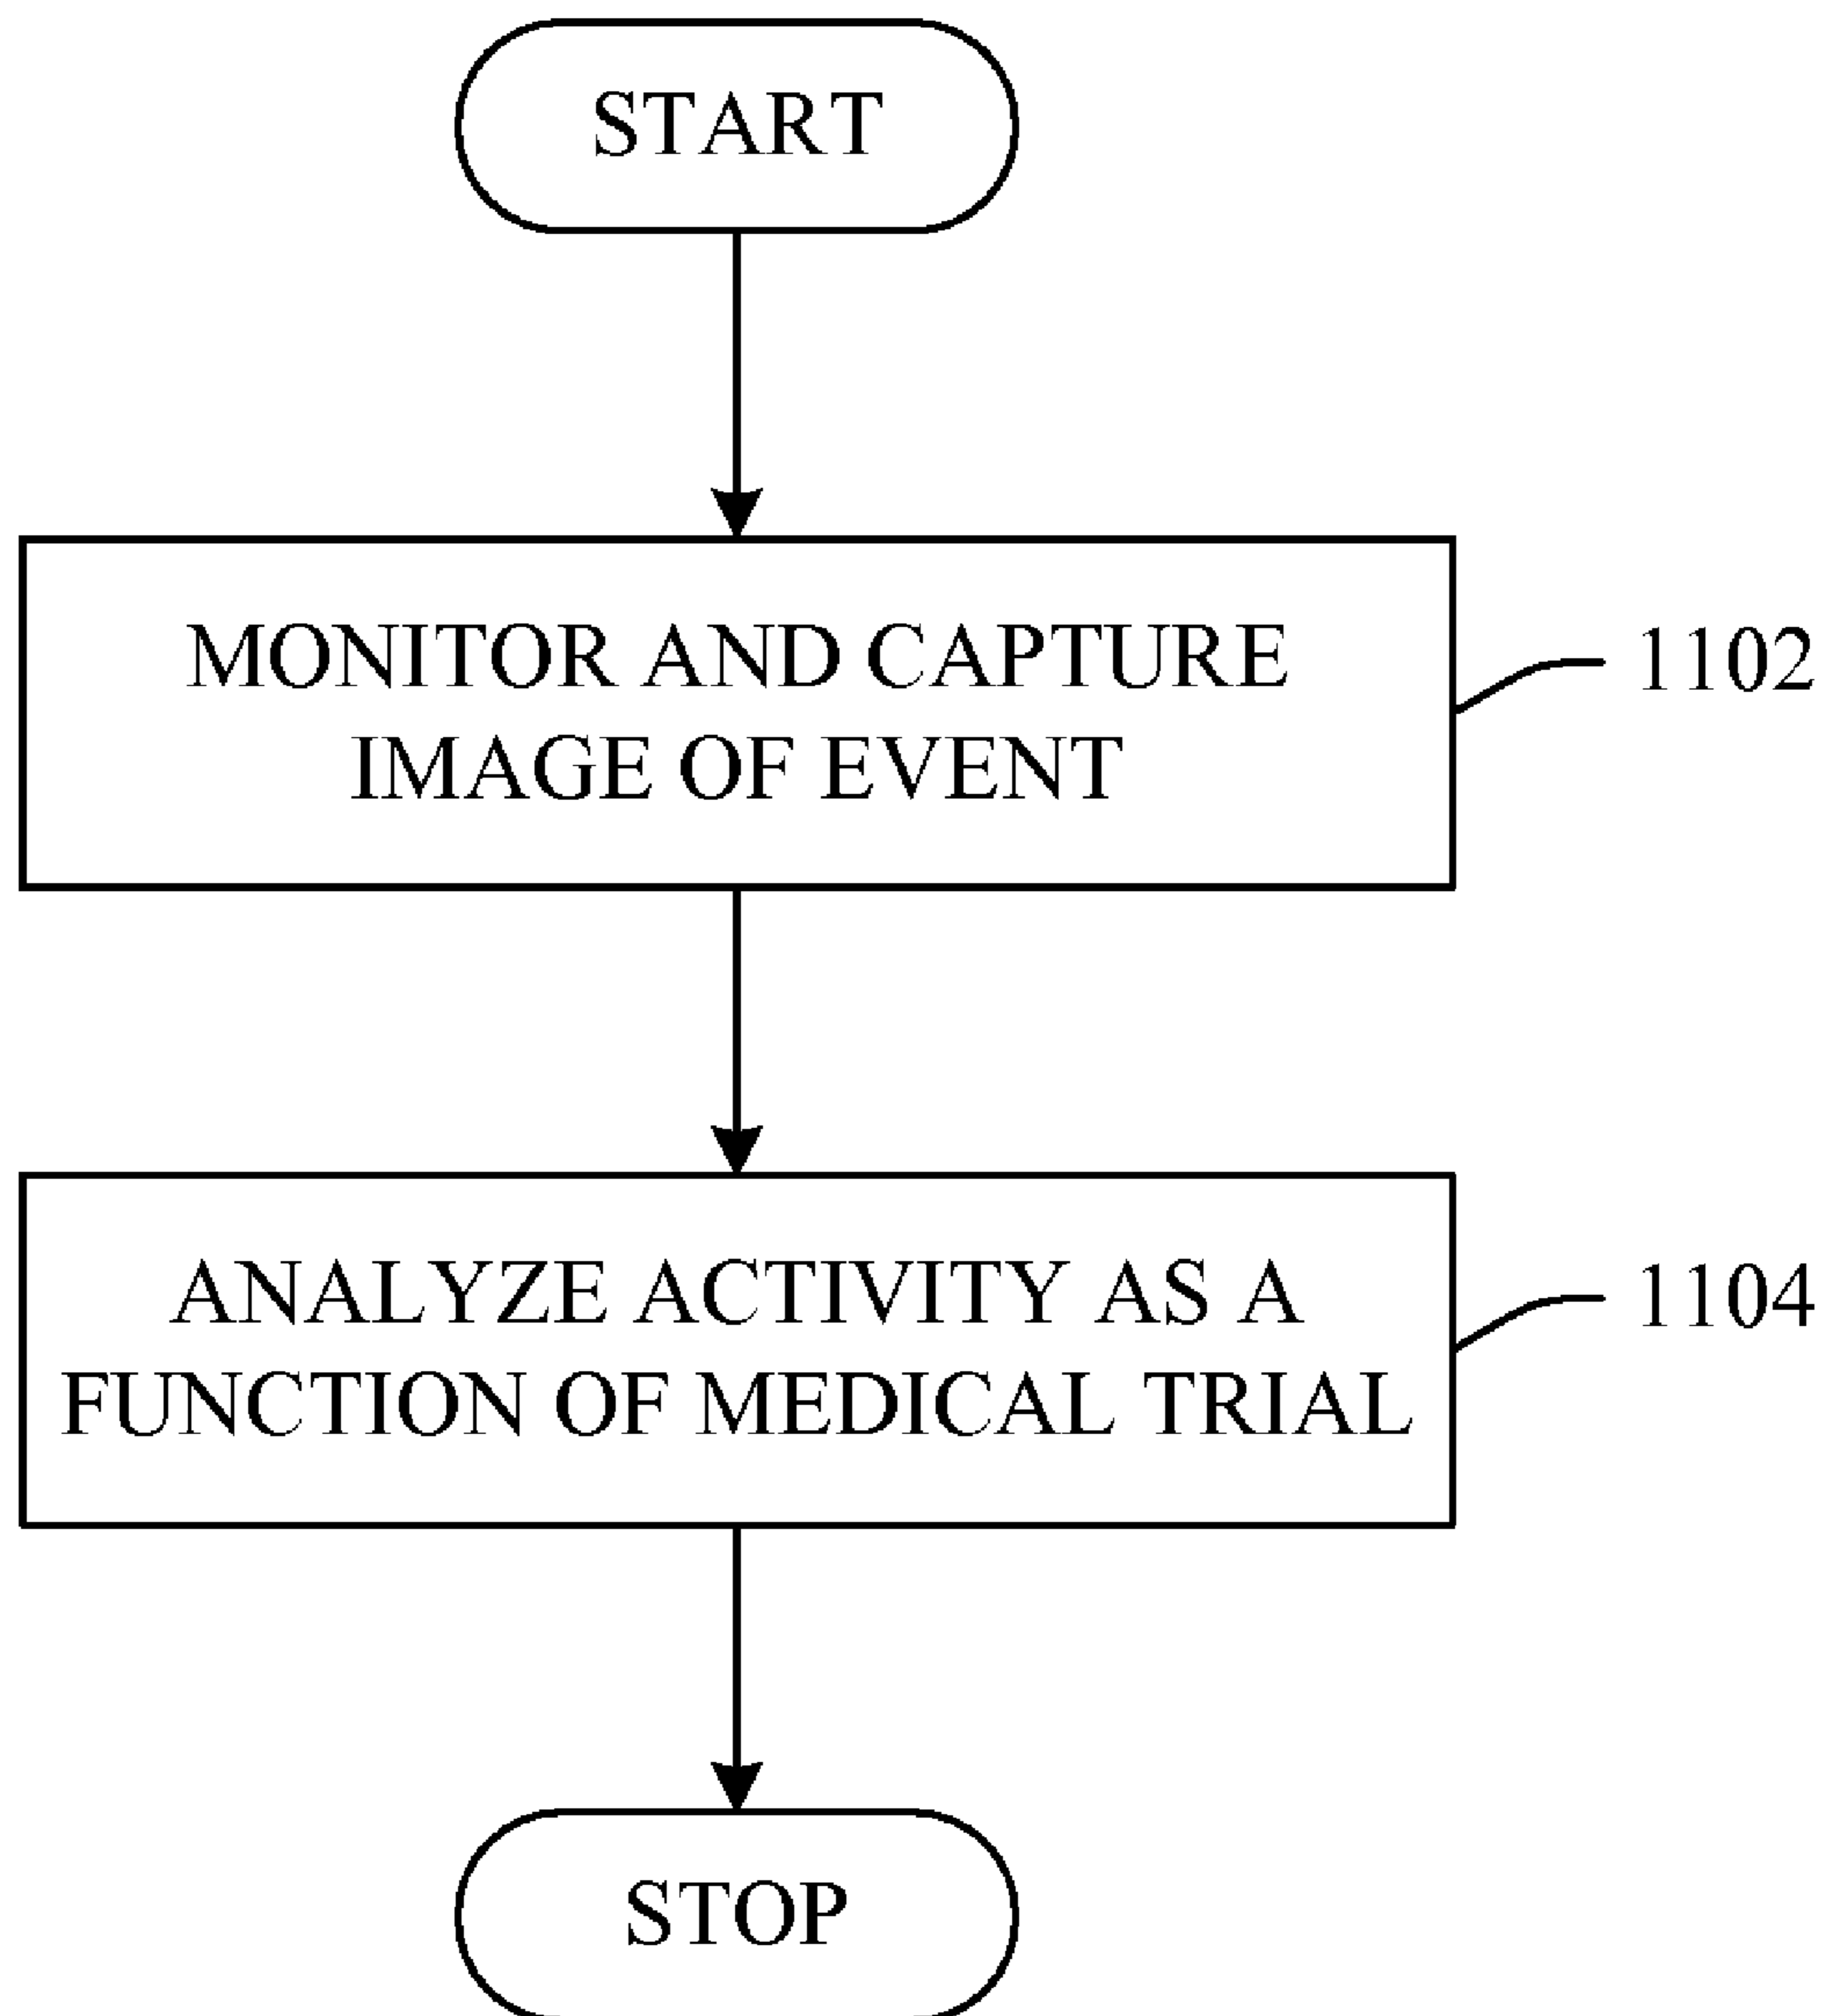 START
MONITOR AND CAPTURE
IMAGE OF EVENT
1102
ANALYZE ACTIVITY AS A
FUNCTION OF MEDICAL TRIAL
1104
STOP